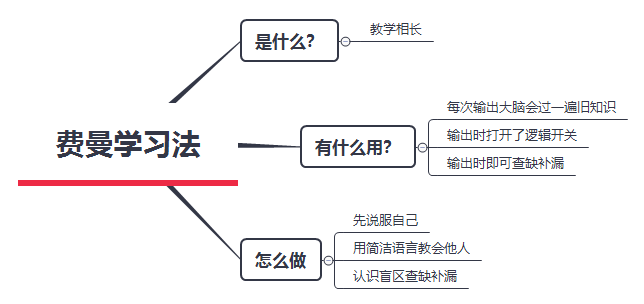 费曼学习法
是什么?
教学相长
有什么用?
每次输出大脑会过一遍旧知识
输出时打开了逻辑开关
输出时即可查缺补漏
怎么做
先说服自己
用简洁语言教会他人
认识盲区查缺补漏